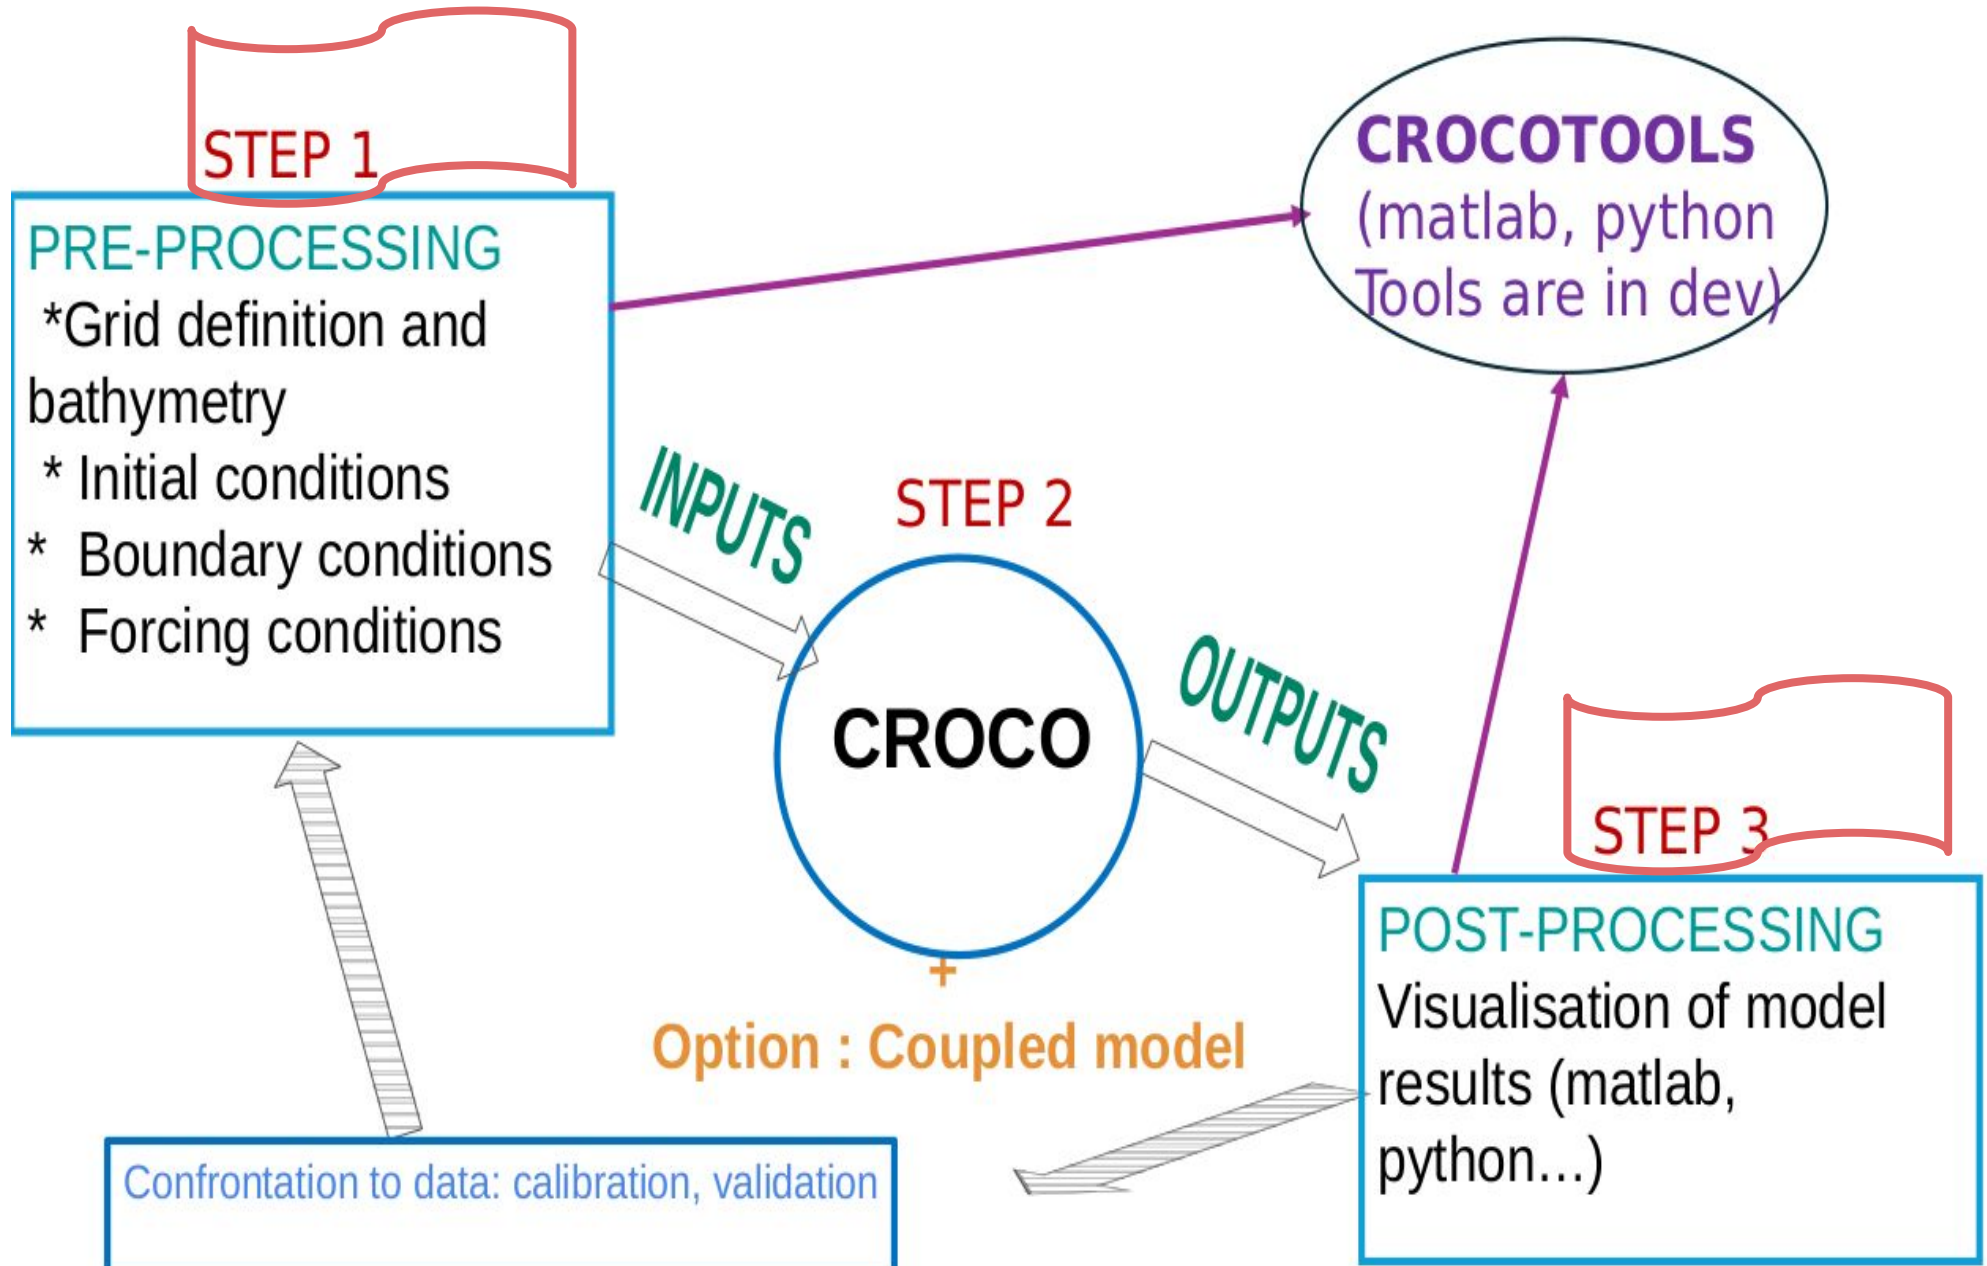 STEP 1
PRE-PROCESSING
*Grid definition and
bathymetry
* Initial conditions
* Boundary conditions
* Forcing conditions
CROCOTOOLS
(matlab, python
Tools are in dev)
INPUTS
STEP 2
CROCO
OUTPUTS
+
Option : Coupled model
STEP 3
POST-PROCESSING
Visualisation of model
results (matlab,
python...)
Confrontation to data: calibration, validation